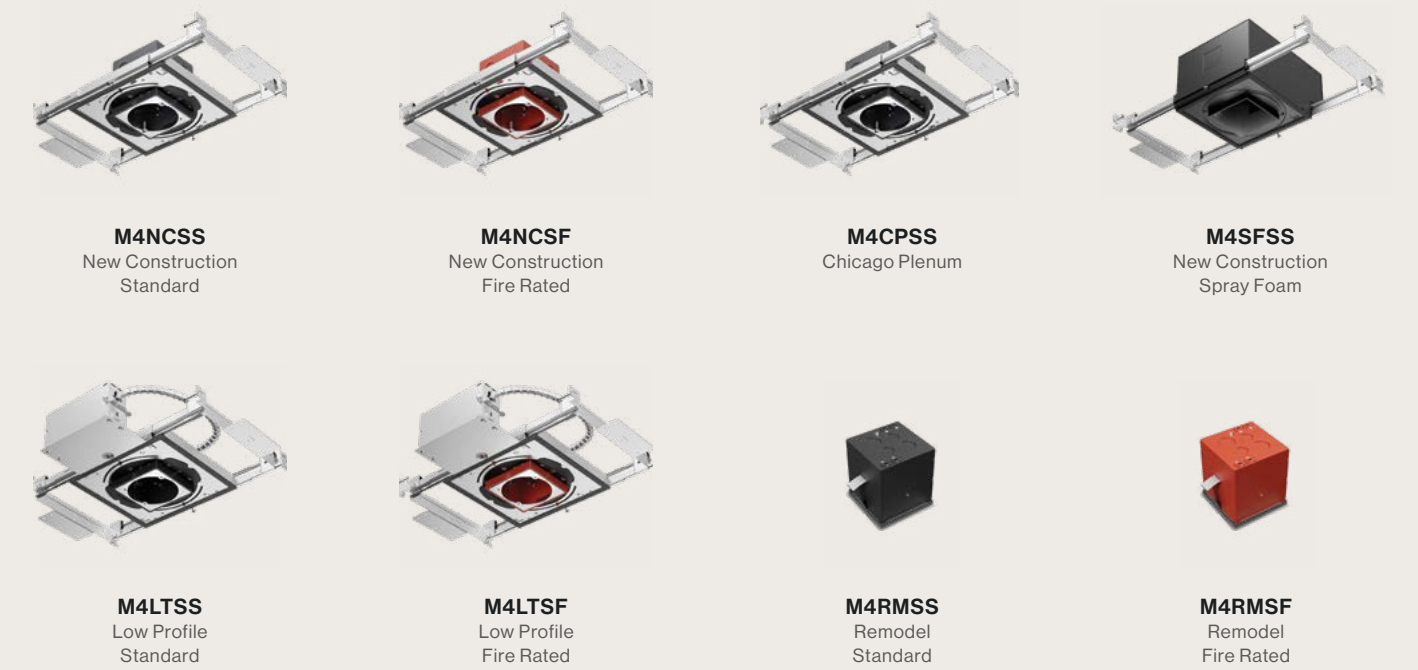 M4NCSS
New Construction
Standard
M4NCSF
New Construction
Fire Rated
M4CPSS
Chicago Plenum
M4SFSS
New Construction
Spray Foam
M4LTSS
Low Profile
Standard
M4LTSF
Low Profile
Fire Rated
M4RMSS
Remodel
Standard
M4RMSF
Remodel
Fire Rated